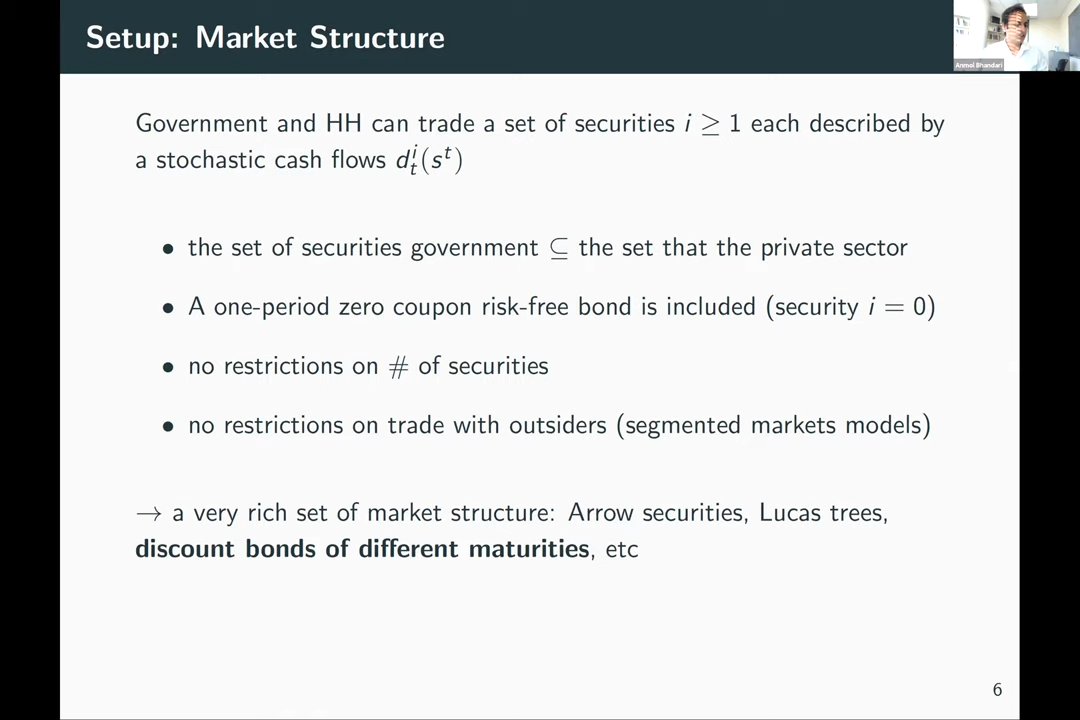 Setup: Market Structure
Anmol Bhandari
Government and HH can trade a set of securities i ≥ 1 each described by
a stochastic cash flows d_t^i(s^t)
• the set of securities government ⊆ the set that the private sector
• A one-period zero coupon risk-free bond is included (security i = 0)
• no restrictions on # of securities
• no restrictions on trade with outsiders (segmented markets models)
→ a very rich set of market structure: Arrow securities, Lucas trees,
discount bonds of different maturities, etc
6